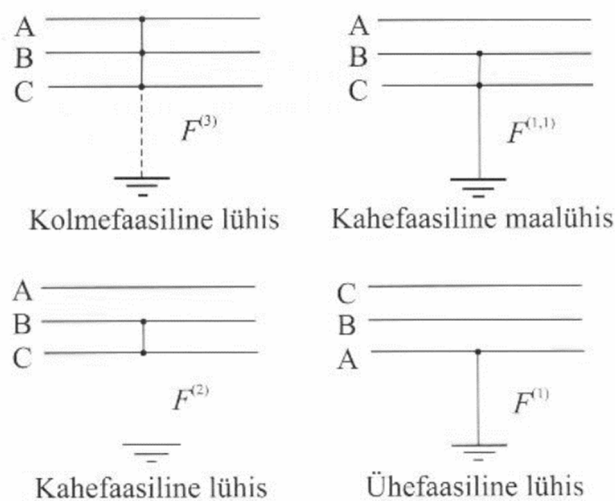 A
B
C
F(3)
Kolmefaasiline lühis
A
B
C
F(1,1)
Kahefaasiline maalühis
A
B
C
F(2)
Kahefaasiline lühis
C
B
A
F(1)
Ühefaasiline lühis